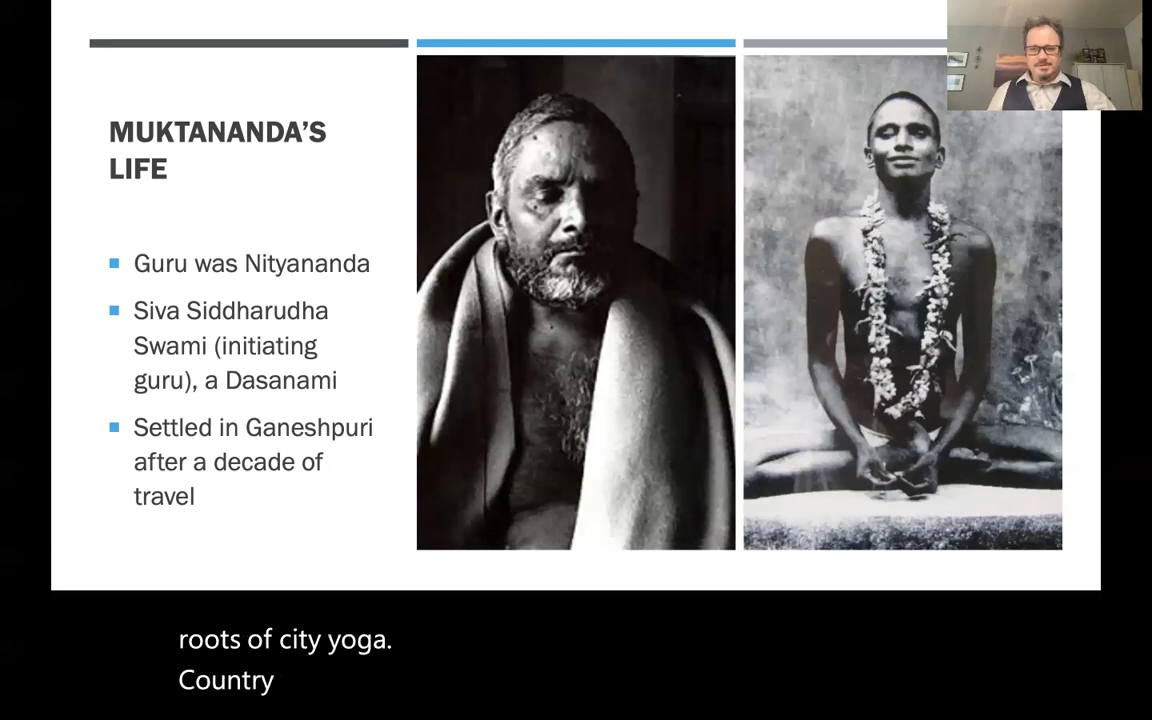 MUKTANANDA’S
LIFE
Guru was Nityananda
Siva Siddharudha
Swami (initiating
guru), a Dasanami
Settled in Ganeshpuri
after a decade of
travel
roots of city yoga.
Country